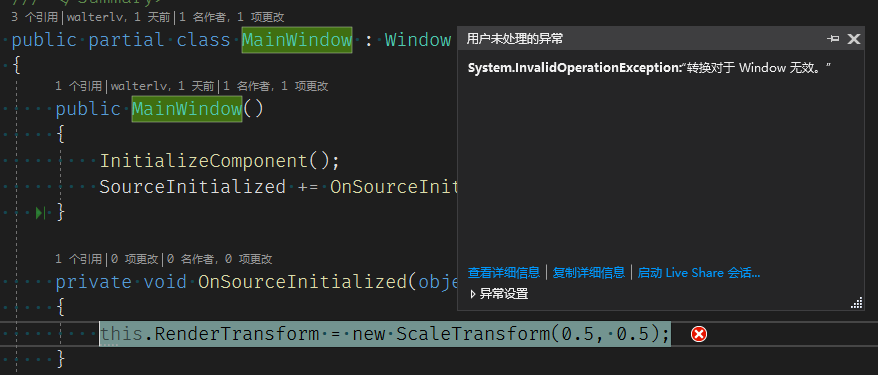 /// </summary>
3 个引用 | walterlv, 1 天前 | 1 名作者, 1 项更改
public partial class MainWindow : Window
{
1 个引用 | walterlv, 1 天前 | 1 名作者, 1 项更改
public MainWindow()
{
InitializeComponent();
SourceInitialized += OnSourceInit
}
1 个引用 | 0 项更改 | 0 名作者, 0 项更改
private void OnSourceInitialized(obje
{
this.RenderTransform = new ScaleTransform(0.5, 0.5);
}
用户未处理的异常
System.InvalidOperationException:“转换对于 Window 无效。”
查看详细信息 | 复制详细信息 | 启动 Live Share 会话...
异常设置